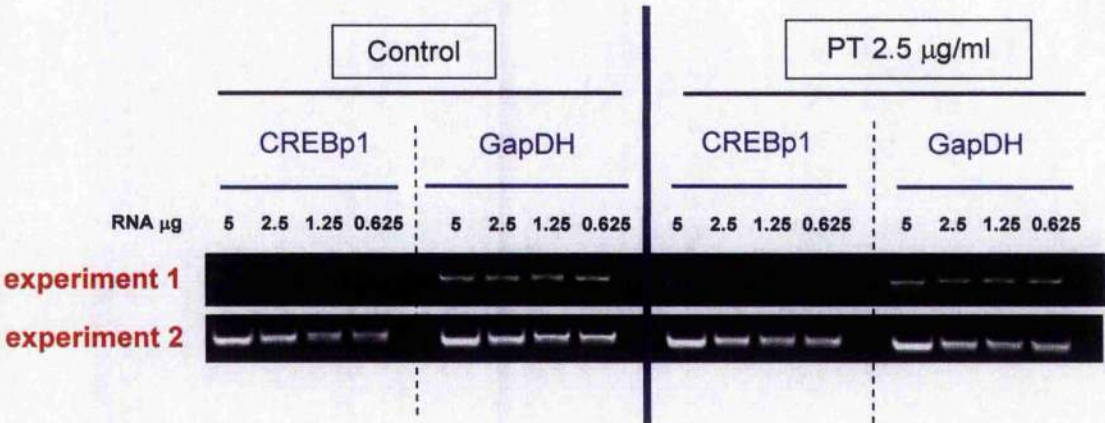 Control PT 2.5 µg/ml
CREBp1 GapDH CREBp1 GapDH
RNA µg 5 2.5 1.25 0.625 5 2.5 1.25 0.625 5 2.5 1.25 0.625 5 2.5 1.25 0.625
experiment 1
experiment 2